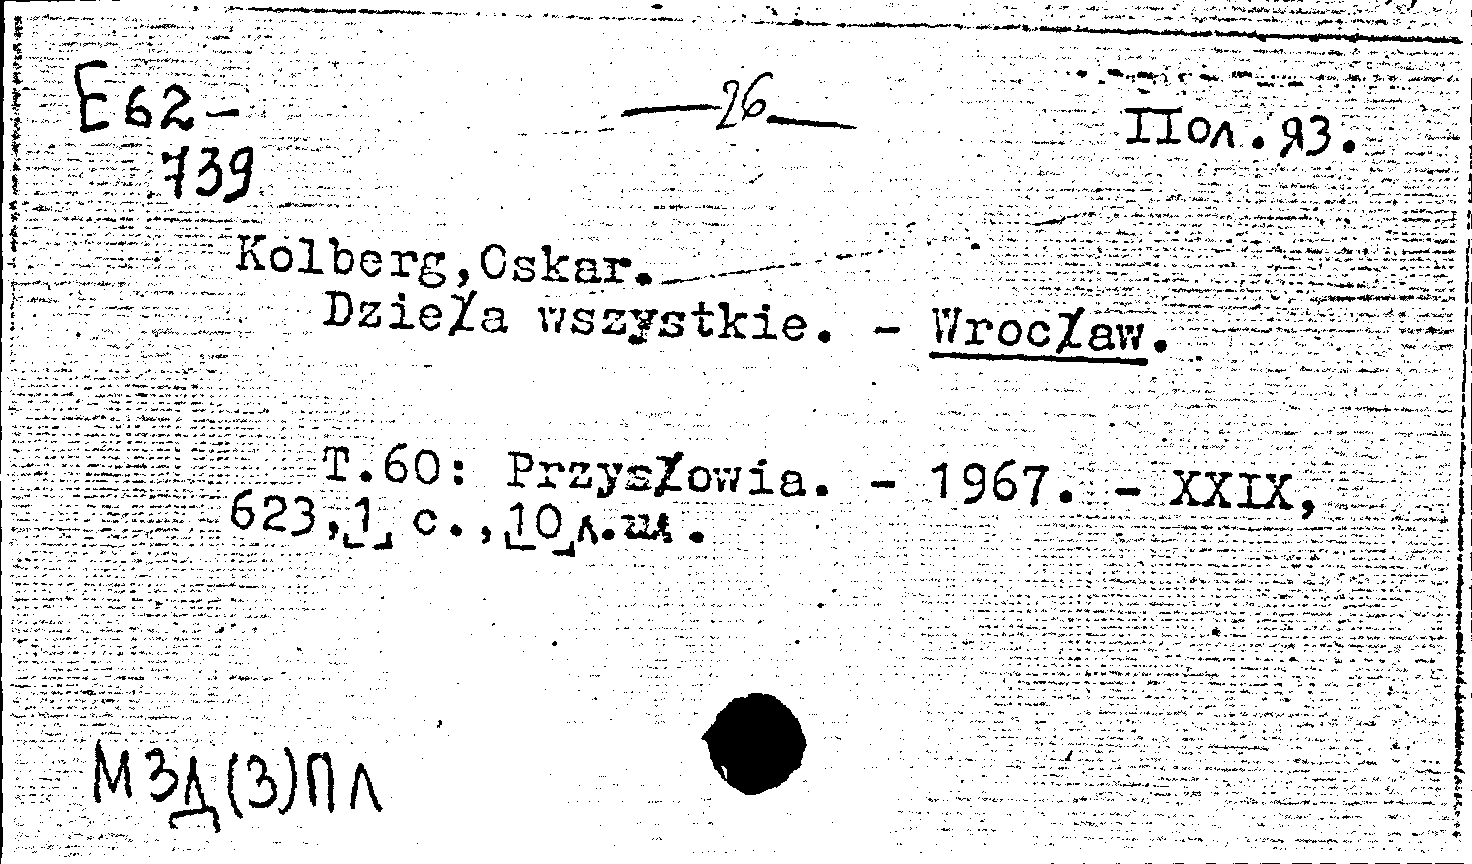 Е62-
739
— 26 —
Пол.яз.
Kolberg,Oskar.
Dzieła wszystkie. - Wrocław.
T.60: Przysłowia. - 1967. - XXIX,
623,[1] с.,[10]л.ил.
МЗД(3)ПЛ